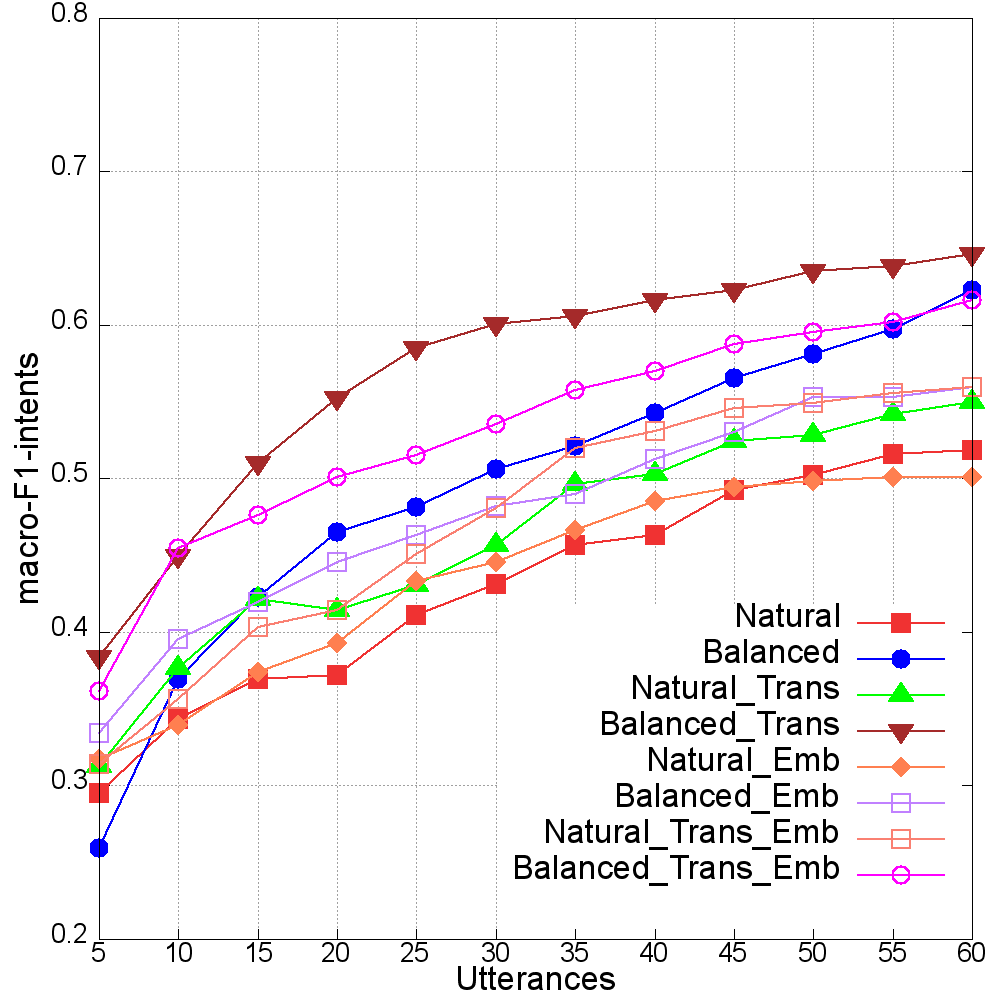 0.8
0.7
0.6
0.5
0.4
0.3
0.2
macro-F1-intents
Natural
Balanced
Natural_Trans
Balanced_Trans
Natural_Emb
Balanced_Emb
Natural_Trans_Emb
Balanced_Trans_Emb
5 10 15 20 25 30 35 40 45 50 55 60
Utterances